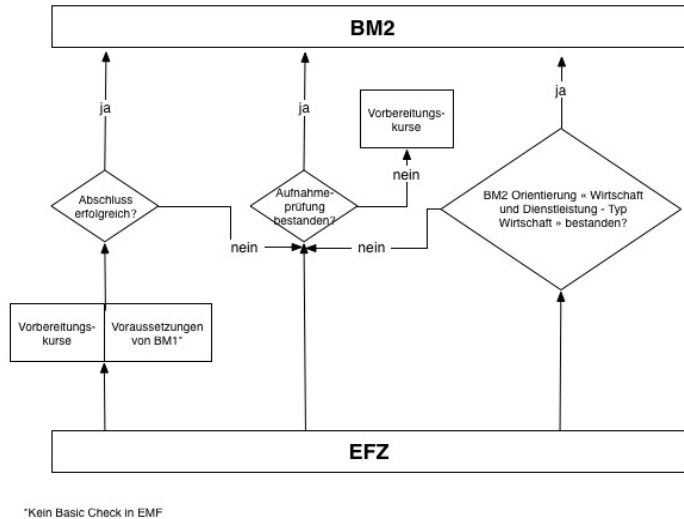 BM2
ja
ja
ja
Vorbereitungs-
kurse
nein
Abschluss
erfolgreich?
Aufnahme-
prüfung
bestanden?
BM2 Orientierung « Wirtschaft
und Dienstleistung - Typ
Wirtschaft » bestanden?
nein
nein
Vorbereitungs-
kurse
Voraussetzungen
von BM1*
EFZ
*Kein Basic Check in EMF